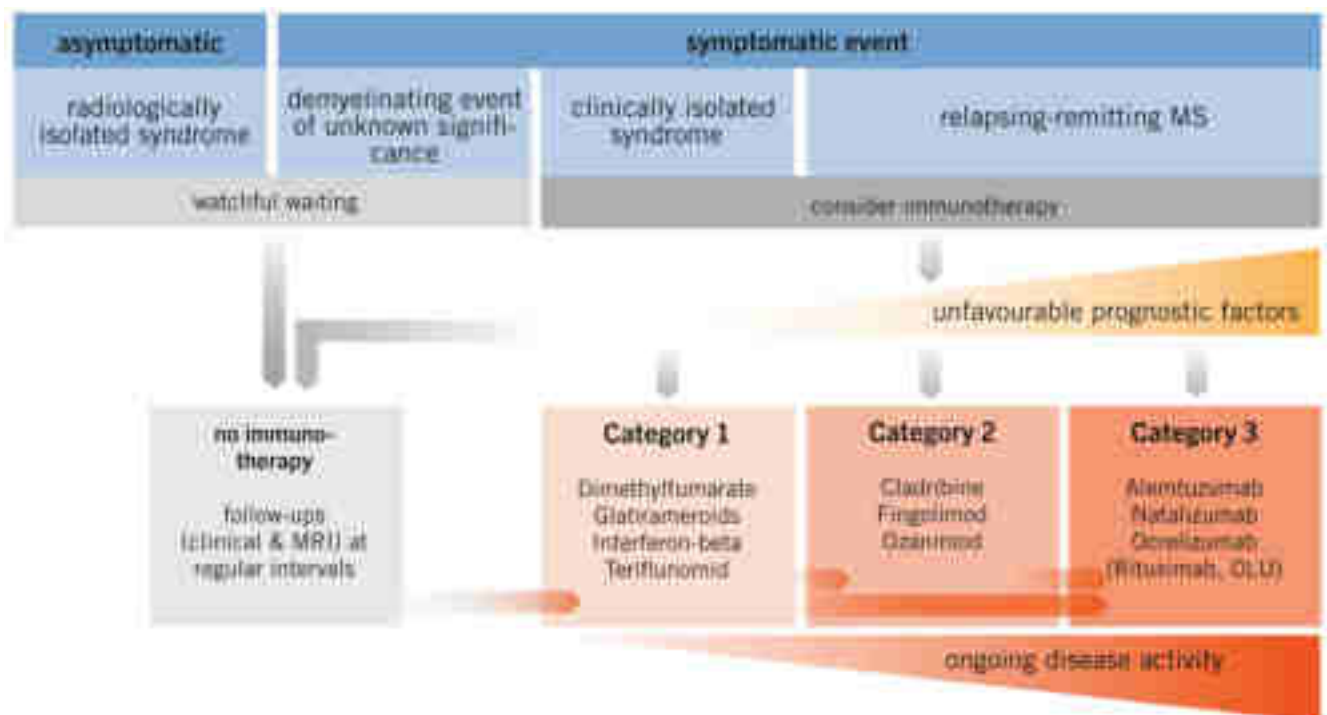 asymptomatic
symptomatic event
radiologically
isolated syndrome
demyelinating event
of unknown signifi-
cance
clinically isolated
syndrome
relapsing-remitting MS
watchful waiting
consider immunotherapy
unfavourable prognostic factors
no immuno-
therapy
follow-ups
(clinical & MRI) at
regular intervals
Category 1
Dimethylfumarate
Glatirameroids
Interferon-beta
Teriflunomid
Category 2
Cladribine
Fingolimod
Ozanimod
Category 3
Alemtuzumab
Natalizumab
Ocrelizumab
(Rituximab, OLU)
ongoing disease activity